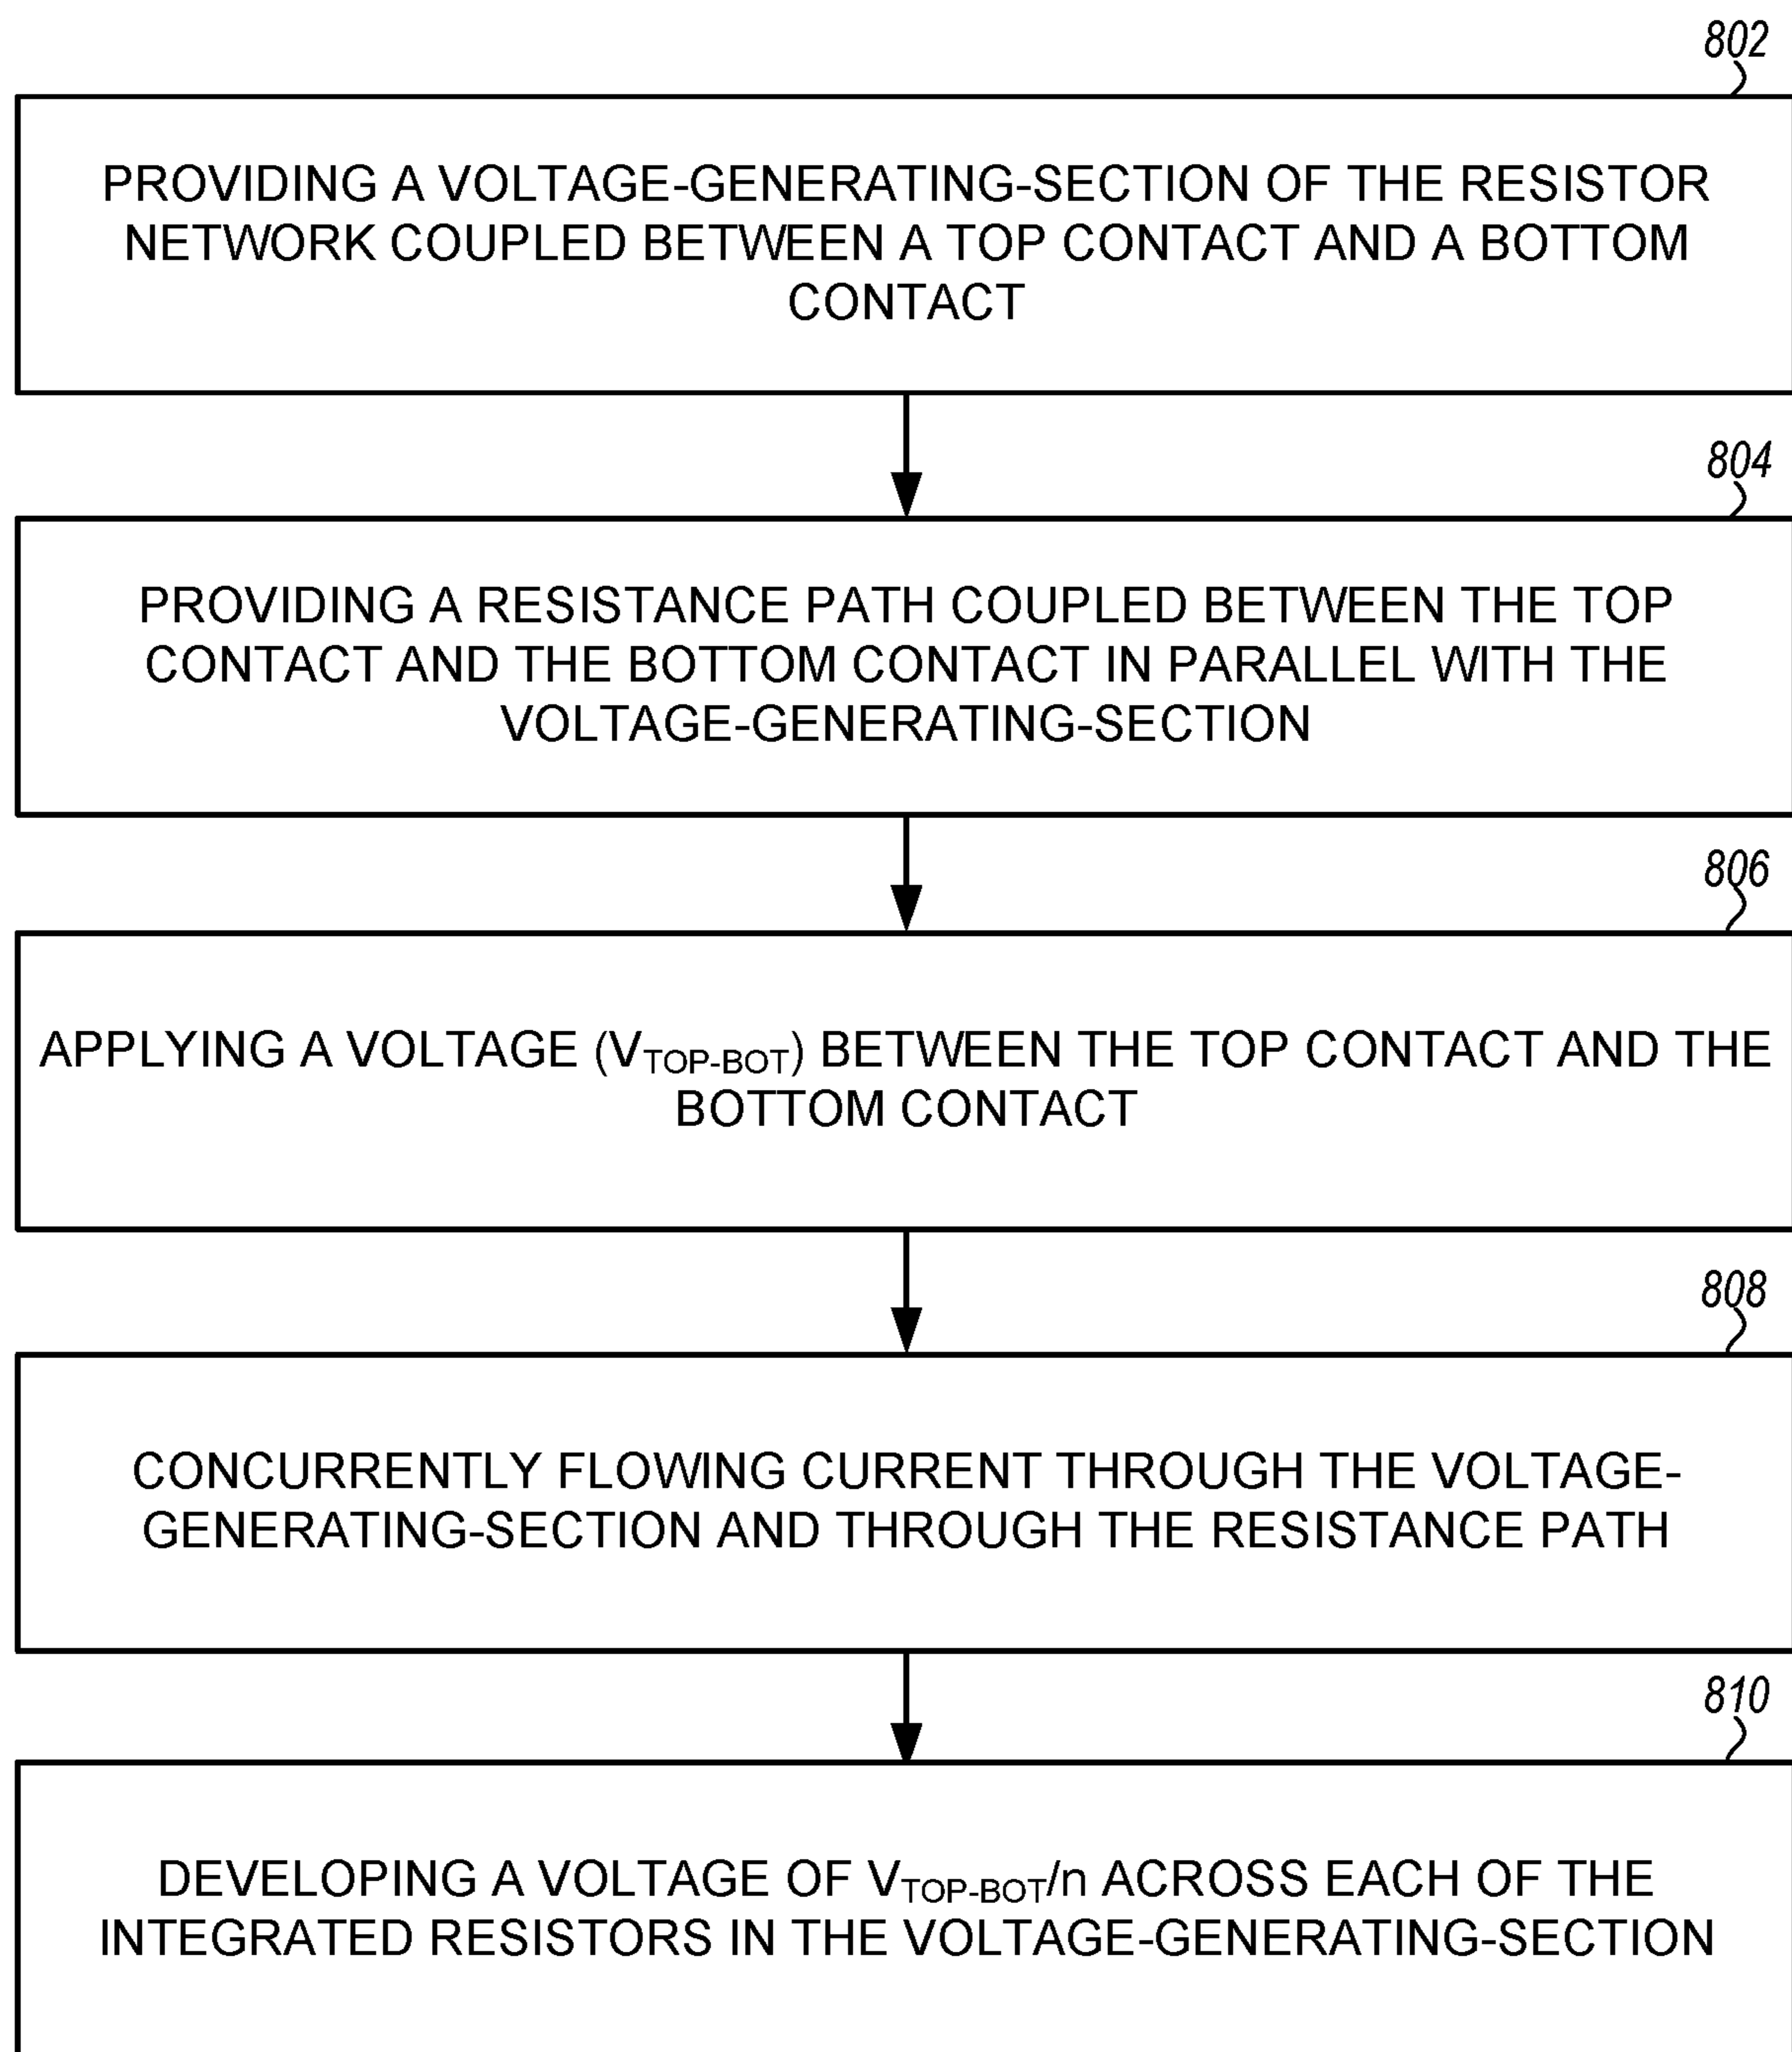 802
PROVIDING A VOLTAGE-GENERATING-SECTION OF THE RESISTOR
NETWORK COUPLED BETWEEN A TOP CONTACT AND A BOTTOM
CONTACT
804
PROVIDING A RESISTANCE PATH COUPLED BETWEEN THE TOP
CONTACT AND THE BOTTOM CONTACT IN PARALLEL WITH THE
VOLTAGE-GENERATING-SECTION
806
APPLYING A VOLTAGE (VTOP-BOT) BETWEEN THE TOP CONTACT AND THE
BOTTOM CONTACT
808
CONCURRENTLY FLOWING CURRENT THROUGH THE VOLTAGE-
GENERATING-SECTION AND THROUGH THE RESISTANCE PATH
810
DEVELOPING A VOLTAGE OF VTOP-BOT/n ACROSS EACH OF THE
INTEGRATED RESISTORS IN THE VOLTAGE-GENERATING-SECTION